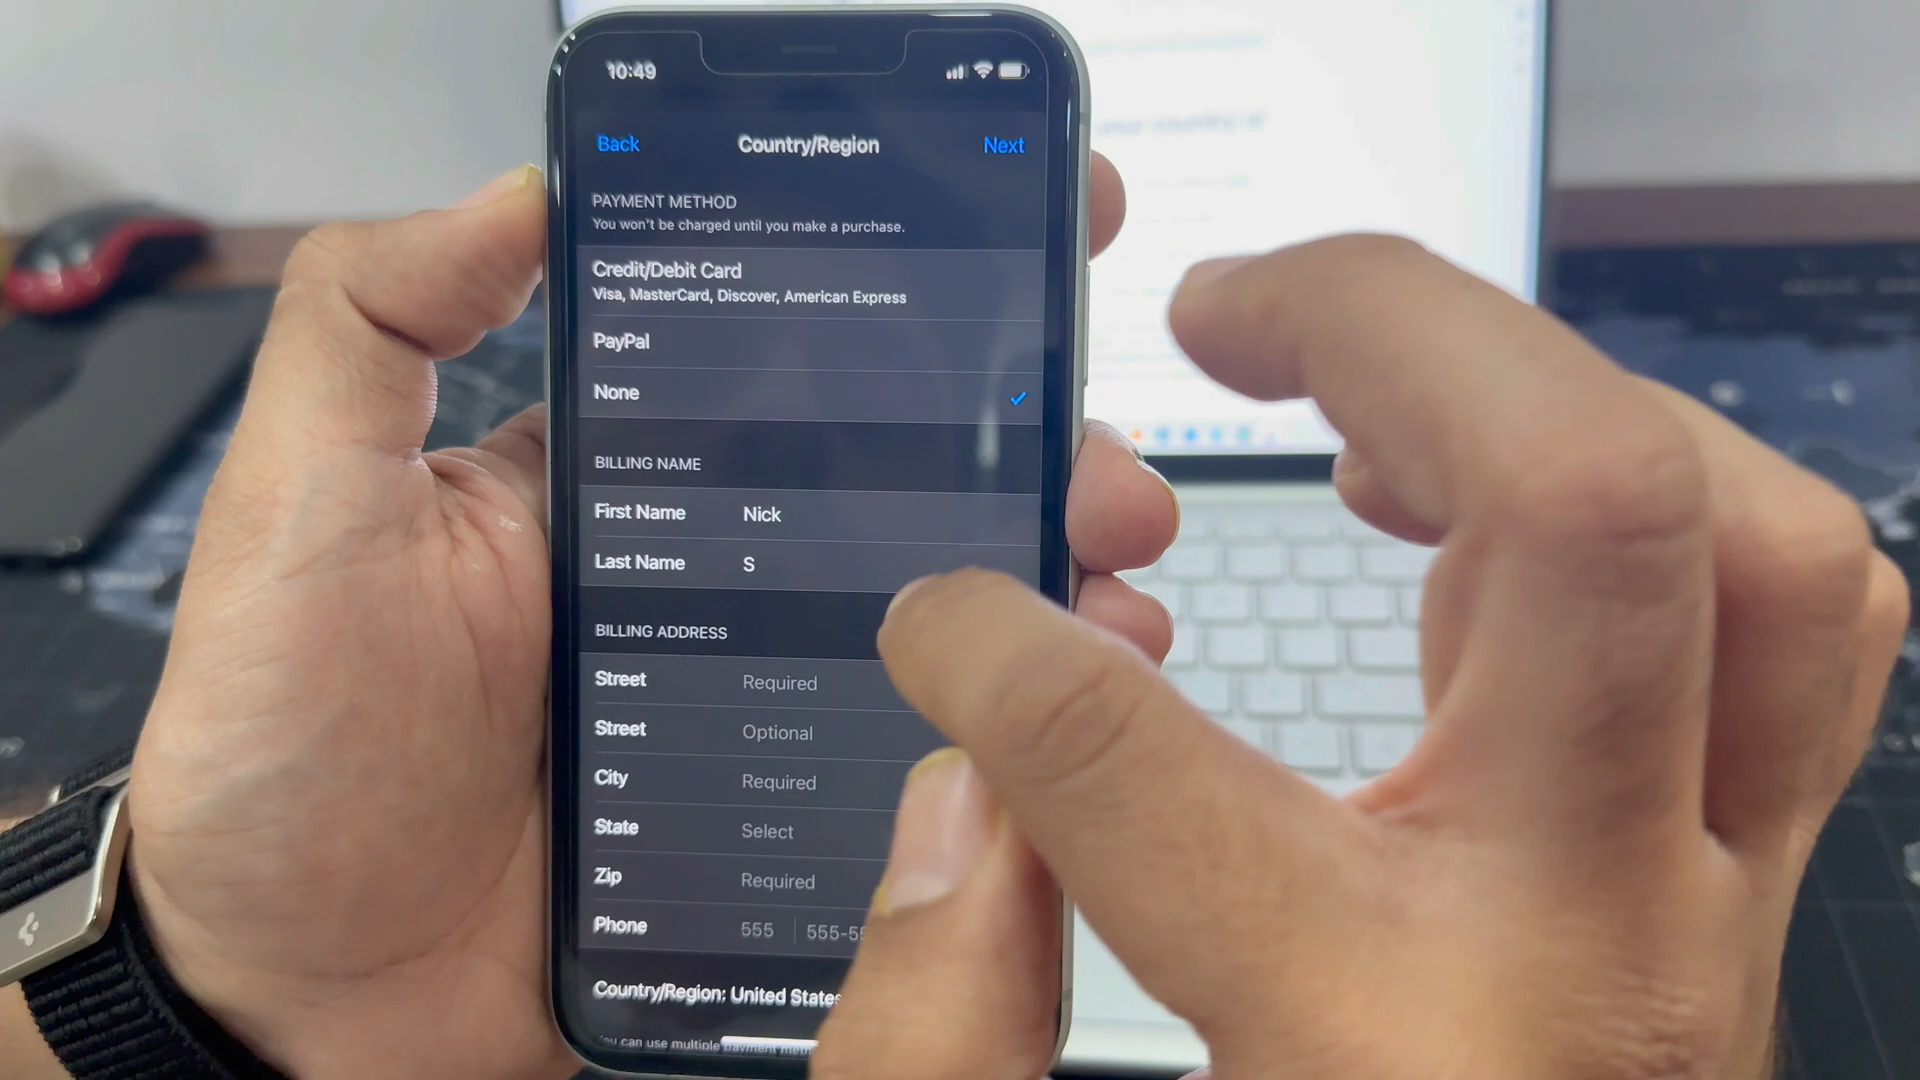 10:49
Back Country/Region Next
PAYMENT METHOD
You won't be charged until you make a purchase.
Credit/Debit Card
Visa, MasterCard, Discover, American Express
PayPal
None
BILLING NAME
First Name Nick
Last Name S
BILLING ADDRESS
Street Required
Street Optional
City Required
State Select
Zip Required
Phone 555 555-55
Country/Region: United States
You can use multiple payment